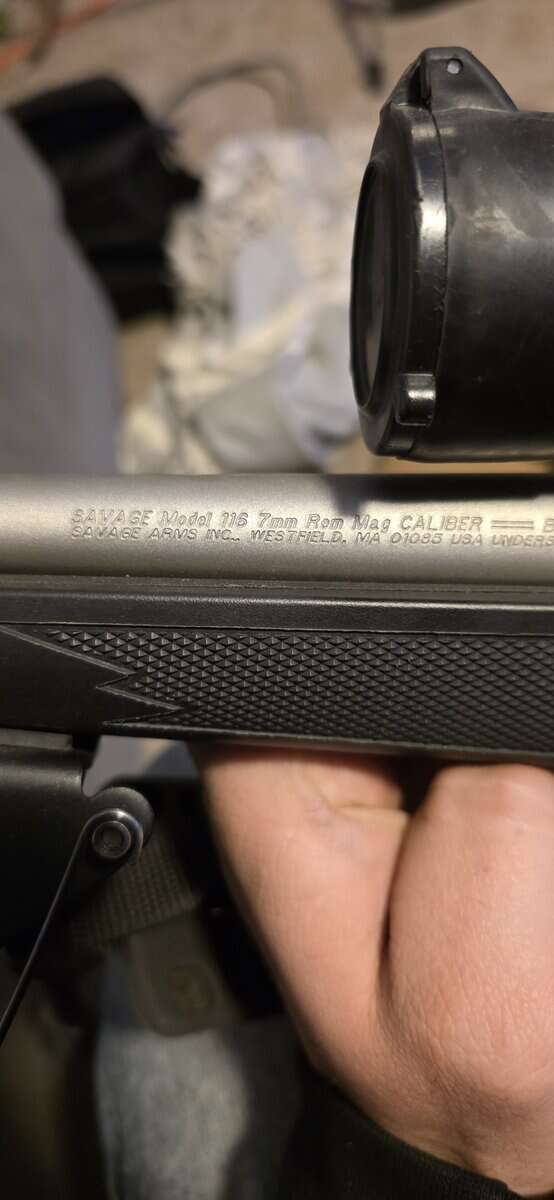 SAVAGE Model 116 7mm Rem Mag CALIBER
SAVAGE ARMS INC., WESTFIELD, MA 01085 USA